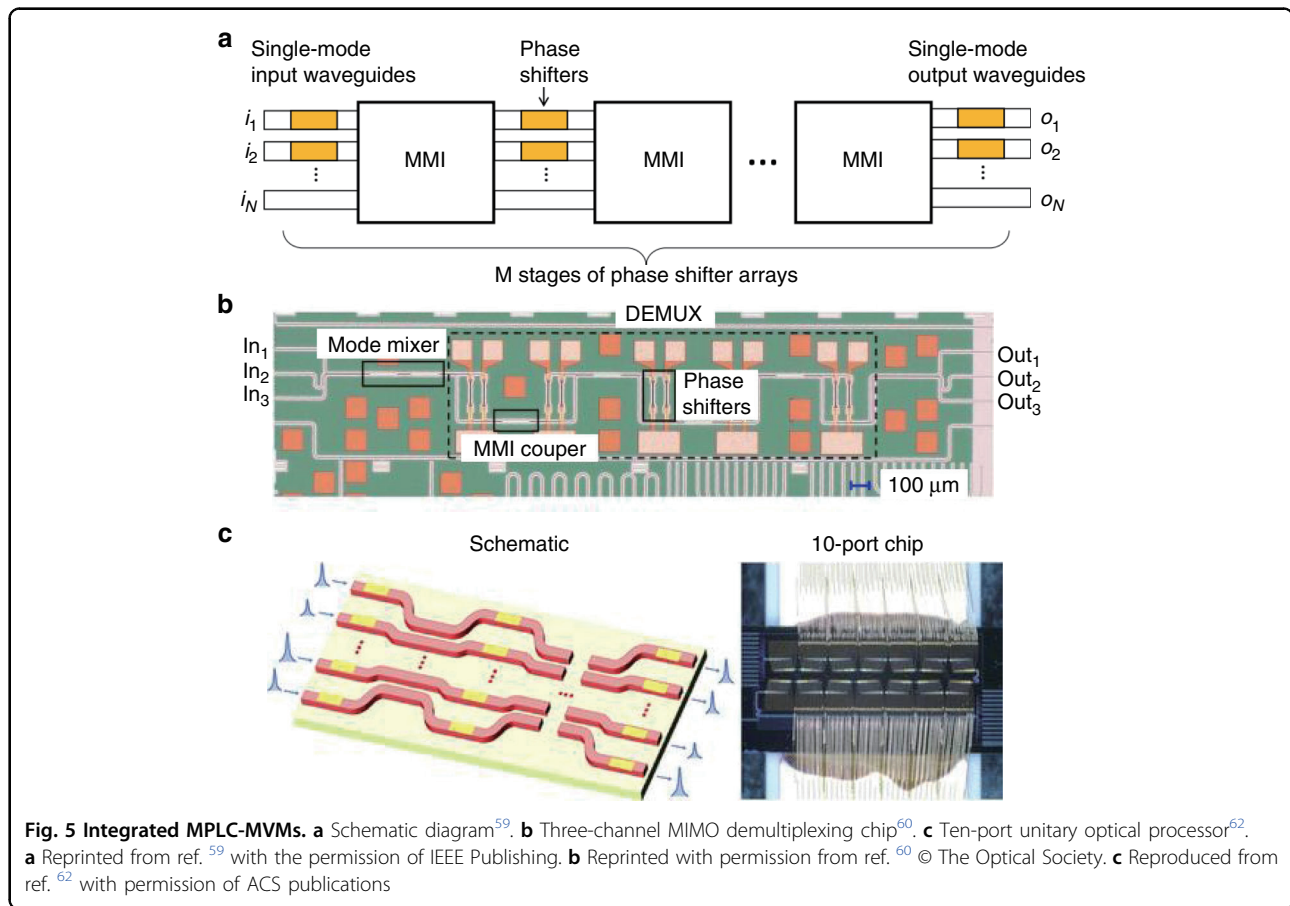 a
Single-mode
input waveguides
Phase
shifters
Single-mode
output waveguides
i1
i2
⋮
iN
MMI
⋮
MMI
...
MMI
⋮
o1
o2
oN
M stages of phase shifter arrays
b
DEMUX
In1
In2
In3
Mode mixer
MMI couper
Phase
shifters
Out1
Out2
Out3
100 μm
c
Schematic
10-port chip
Fig. 5 Integrated MPLC-MVMs. a Schematic diagram59. b Three-channel MIMO demultiplexing chip60. c Ten-port unitary optical processor62.
a Reprinted from ref. 59 with the permission of IEEE Publishing. b Reprinted with permission from ref. 60 © The Optical Society. c Reproduced from
ref. 62 with permission of ACS publications